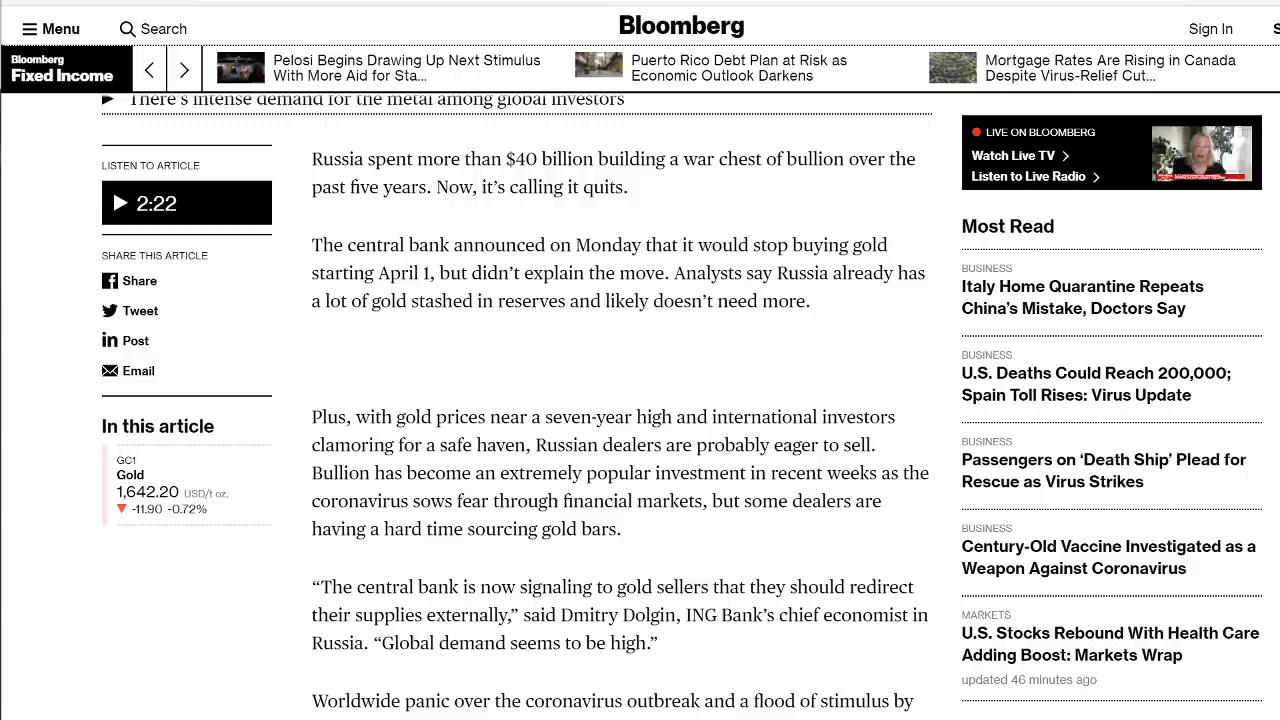 Menu
Search
Bloomberg
Sign In
S
Bloomberg
Fixed Income
Pelosi Begins Drawing Up Next Stimulus
With More Aid for Sta...
Puerto Rico Debt Plan at Risk as
Economic Outlook Darkens
Mortgage Rates Are Rising in Canada
Despite Virus-Relief Cut...
There's intense demand for the metal among global investors
LISTEN TO ARTICLE
2:22
SHARE THIS ARTICLE
Share
Tweet
Post
Email
In this article
GC1
Gold
1,642.20 USD/t oz.
▼ -11.90 -0.72%
Russia spent more than $40 billion building a war chest of bullion over the
past five years. Now, it's calling it quits.
The central bank announced on Monday that it would stop buying gold
starting April 1, but didn't explain the move. Analysts say Russia already has
a lot of gold stashed in reserves and likely doesn't need more.
Plus, with gold prices near a seven-year high and international investors
clamoring for a safe haven, Russian dealers are probably eager to sell.
Bullion has become an extremely popular investment in recent weeks as the
coronavirus sows fear through financial markets, but some dealers are
having a hard time sourcing gold bars.
“The central bank is now signaling to gold sellers that they should redirect
their supplies externally,” said Dmitry Dolgin, ING Bank's chief economist in
Russia. “Global demand seems to be high.”
Worldwide panic over the coronavirus outbreak and a flood of stimulus by
LIVE ON BLOOMBERG
Watch Live TV
Listen to Live Radio
Most Read
BUSINESS
Italy Home Quarantine Repeats
China's Mistake, Doctors Say
BUSINESS
U.S. Deaths Could Reach 200,000;
Spain Toll Rises: Virus Update
BUSINESS
Passengers on ‘Death Ship’ Plead for
Rescue as Virus Strikes
BUSINESS
Century-Old Vaccine Investigated as a
Weapon Against Coronavirus
MARKETS
U.S. Stocks Rebound With Health Care
Adding Boost: Markets Wrap
updated 46 minutes ago